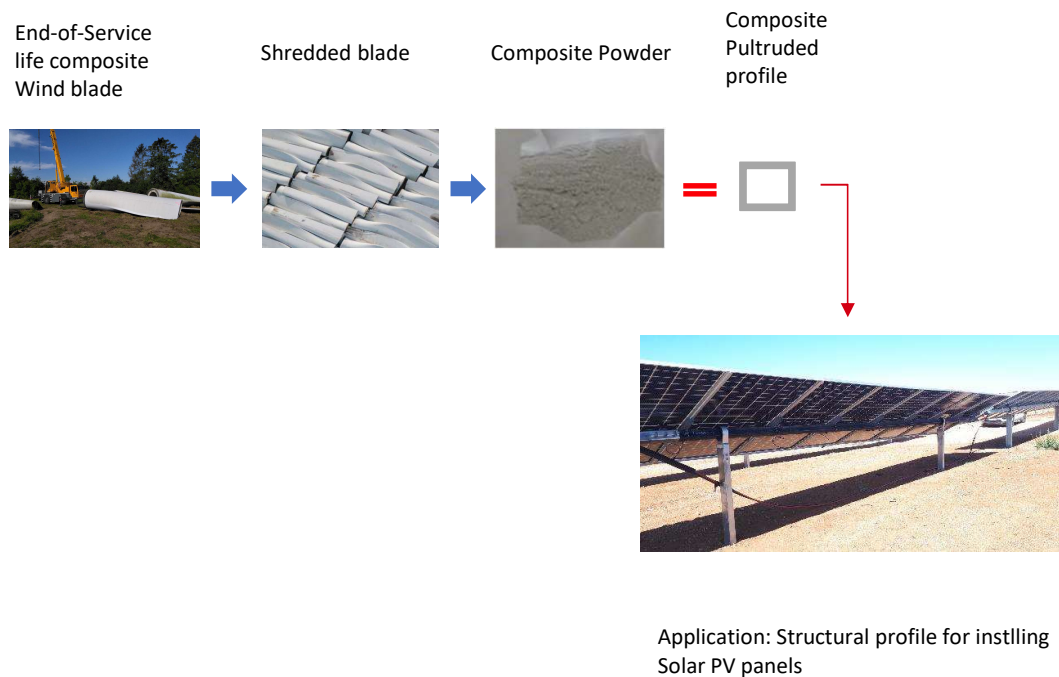 End-of-Service
life composite
Wind blade
Shredded blade
Composite Powder
Composite
Pultruded
profile
Application: Structural profile for instlling
Solar PV panels